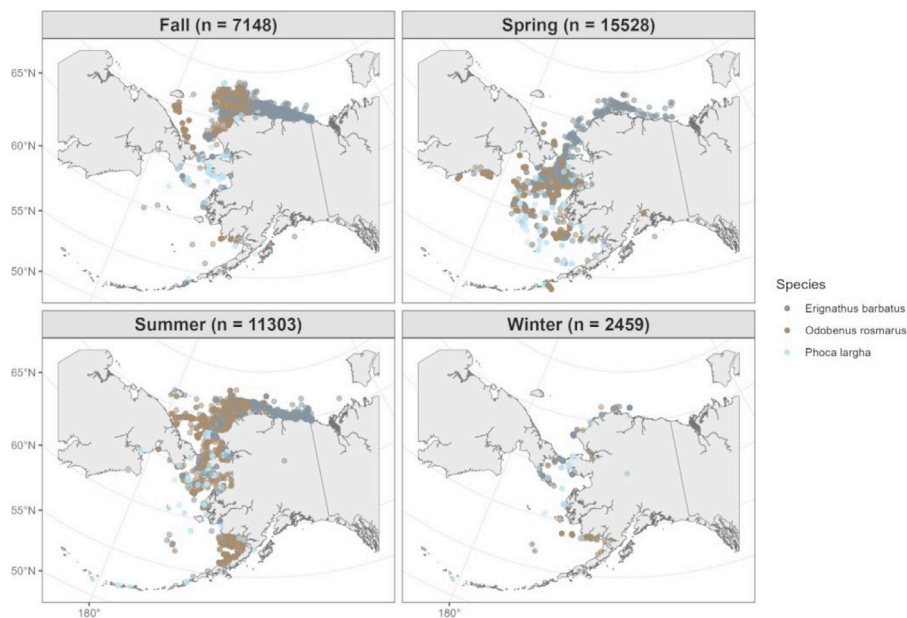 Fall (n = 7148)
Spring (n = 15528)
65°N
60°N
55°N
50°N
Summer (n = 11303)
Winter (n = 2459)
65°N
60°N
55°N
50°N
180°
180°
Species
Erignathus barbatus
Odobenus rosmarus
Phoca largha